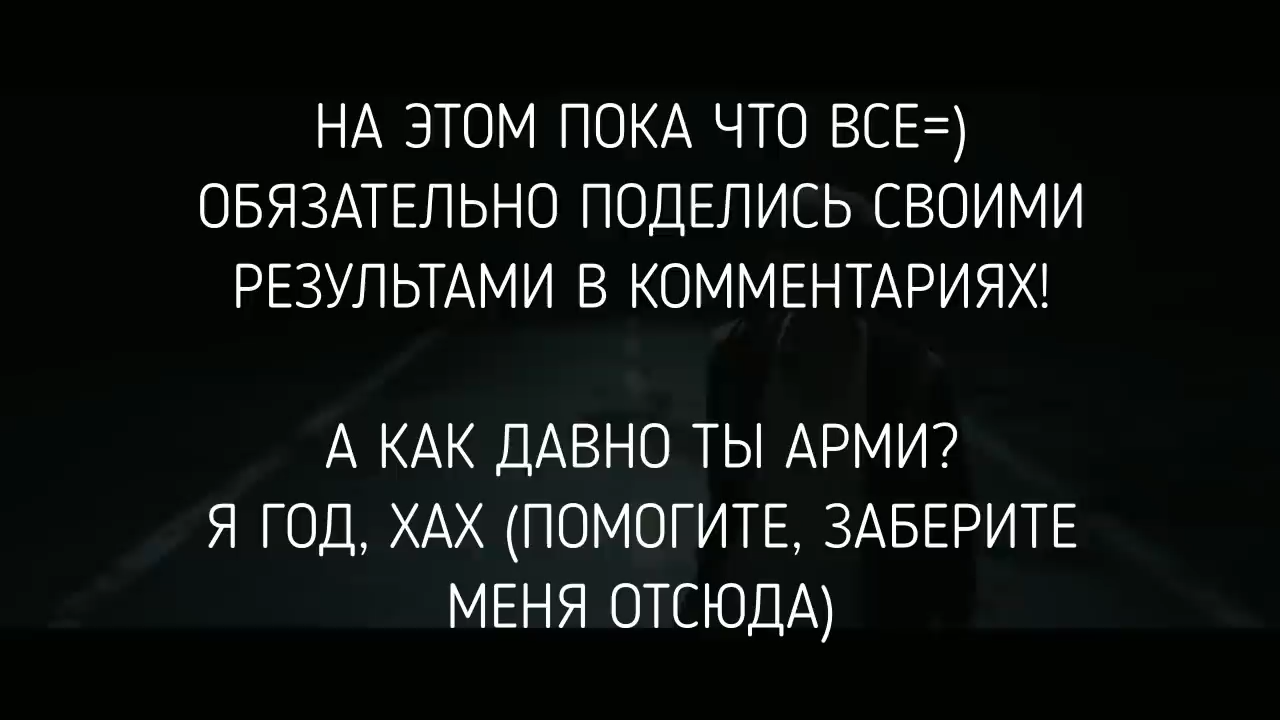 НА ЭТОМ ПОКА ЧТО ВСЕ=)
ОБЯЗАТЕЛЬНО ПОДЕЛИСЬ СВОИМИ
РЕЗУЛЬТАМИ В КОММЕНТАРИЯХ!
А КАК ДАВНО ТЫ АРМИ?
Я ГОД, ХАХ (ПОМОГИТЕ, ЗАБЕРИТЕ
МЕНЯ ОТСЮДА)